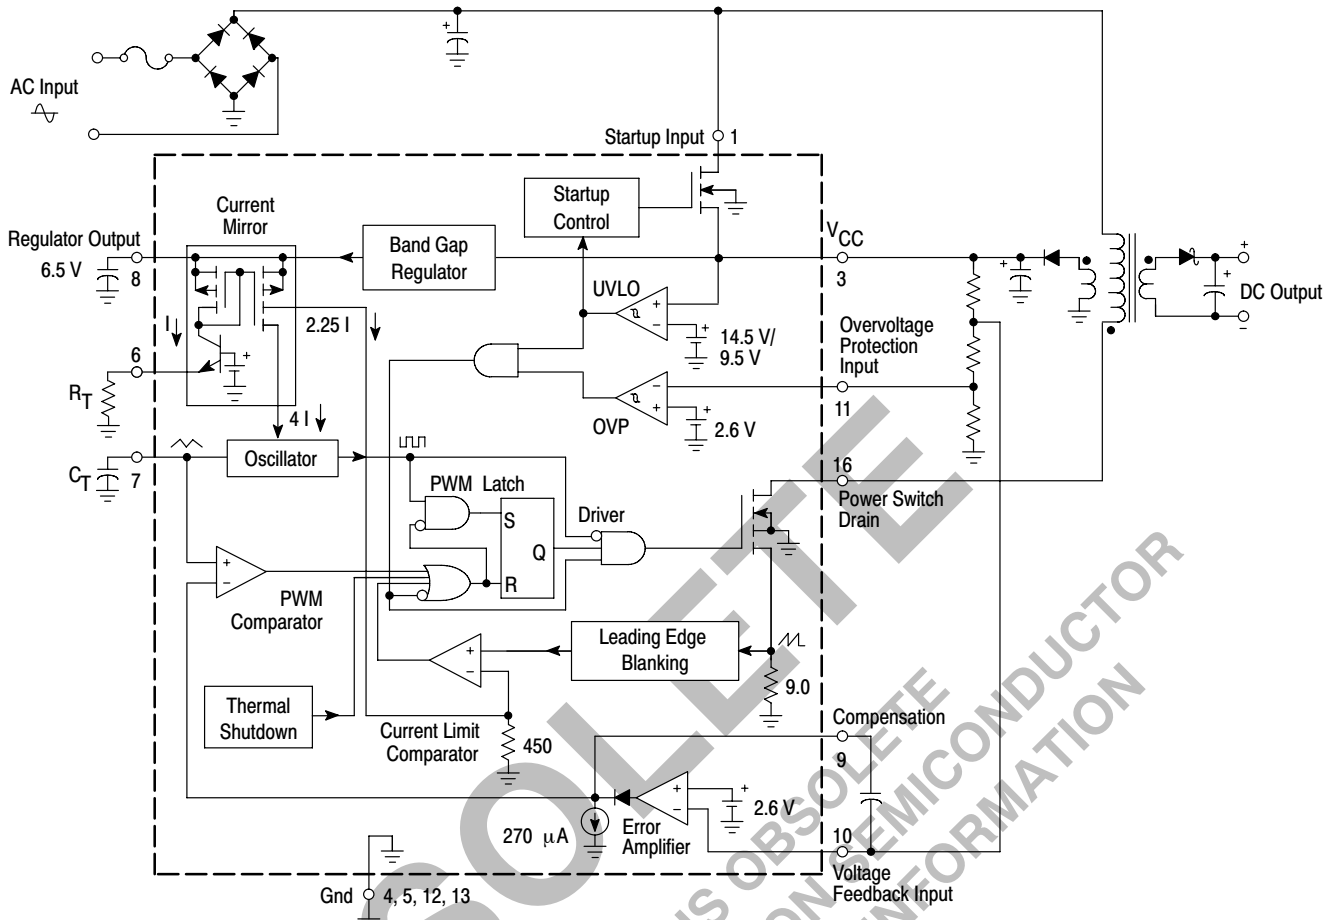 AC Input
Startup Input
1
Startup
Control
Current
Mirror
Regulator Output
6.5 V
8
Band Gap
Regulator
VCC
3
UVLO
14.5 V/
9.5 V
DC Output
+
−
I
2.25 I
6
RT
Overvoltage
Protection
Input
11
OVP
2.6 V
4 I
Oscillator
CT
7
16
Power Switch
Drain
PWM Latch
S
Q
R
Driver
PWM
Comparator
Leading Edge
Blanking
9.0
Thermal
Shutdown
Current Limit
Comparator
450
Compensation
9
270 μA
Error
Amplifier
2.6 V
10
Voltage
Feedback Input
Gnd
4, 5, 12, 13
SOLETE
IS OBSOLETE
ON SEMICONDUCTOR
INFORMATION